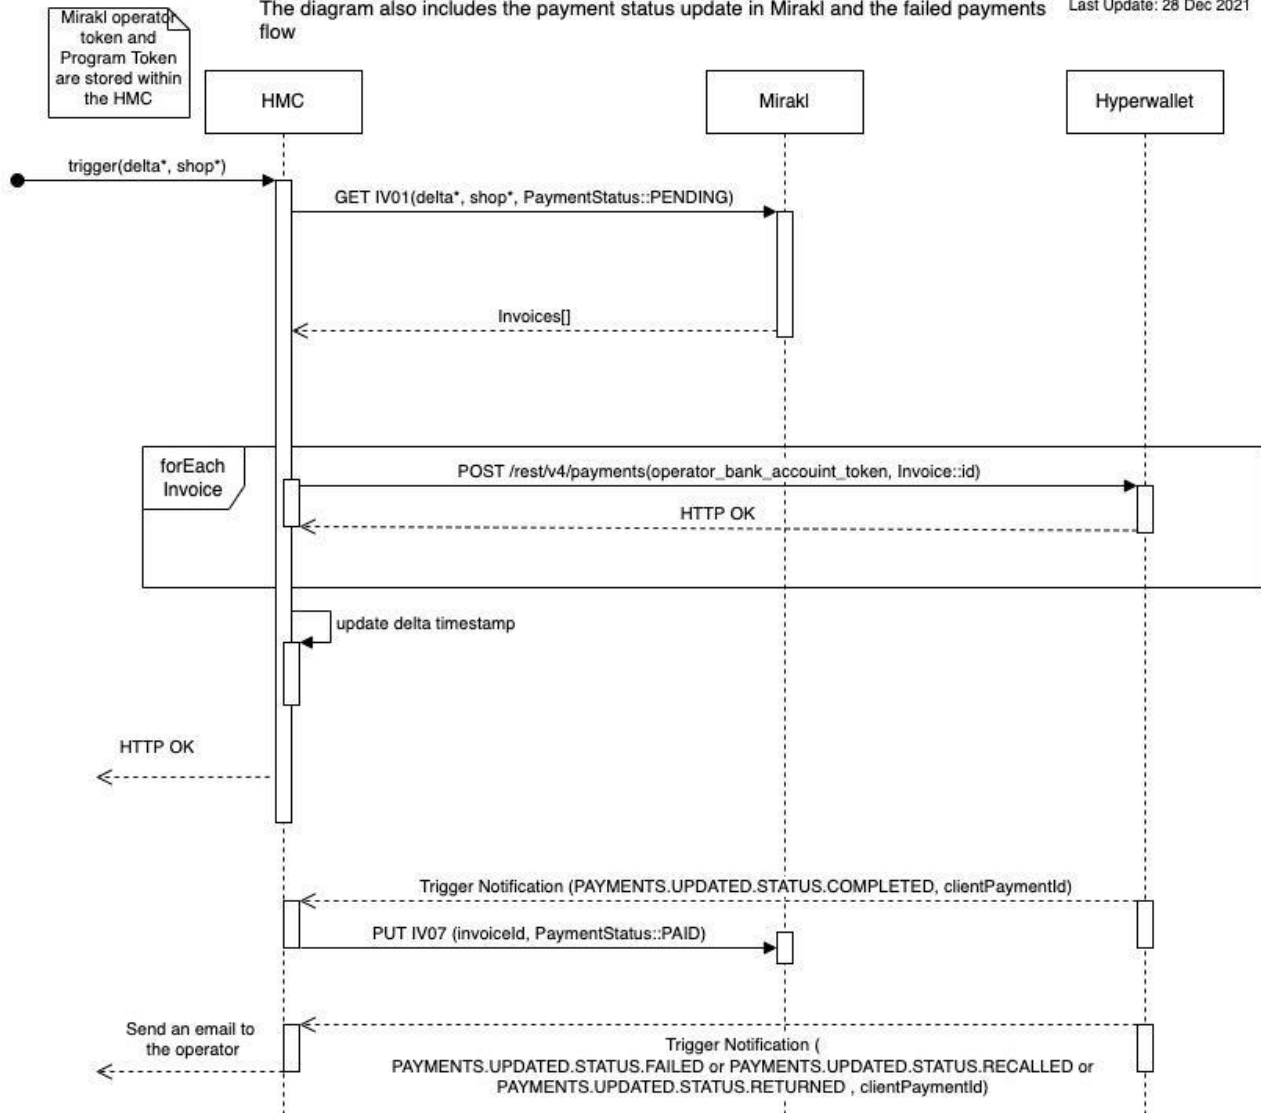 The diagram also includes the payment status update in Mirakl and the failed payments
flow
Last Update: 28 Dec 2021
Mirakl operator
token and
Program Token
are stored within
the HMC
HMC
Mirakl
Hyperwallet
trigger(delta*, shop*)
GET IV01(delta*, shop*, PaymentStatus::PENDING)
Invoices[]
forEach
Invoice
POST /rest/v4/payments(operator_bank_accouint_token, Invoice::id)
HTTP OK
update delta timestamp
HTTP OK
Trigger Notification (PAYMENTS.UPDATED.STATUS.COMPLETED, clientPaymentId)
PUT IV07 (invoiceId, PaymentStatus::PAID)
Send an email to
the operator
Trigger Notification (
PAYMENTS.UPDATED.STATUS.FAILED or PAYMENTS.UPDATED.STATUS.RECALLED or
PAYMENTS.UPDATED.STATUS.RETURNED , clientPaymentId)